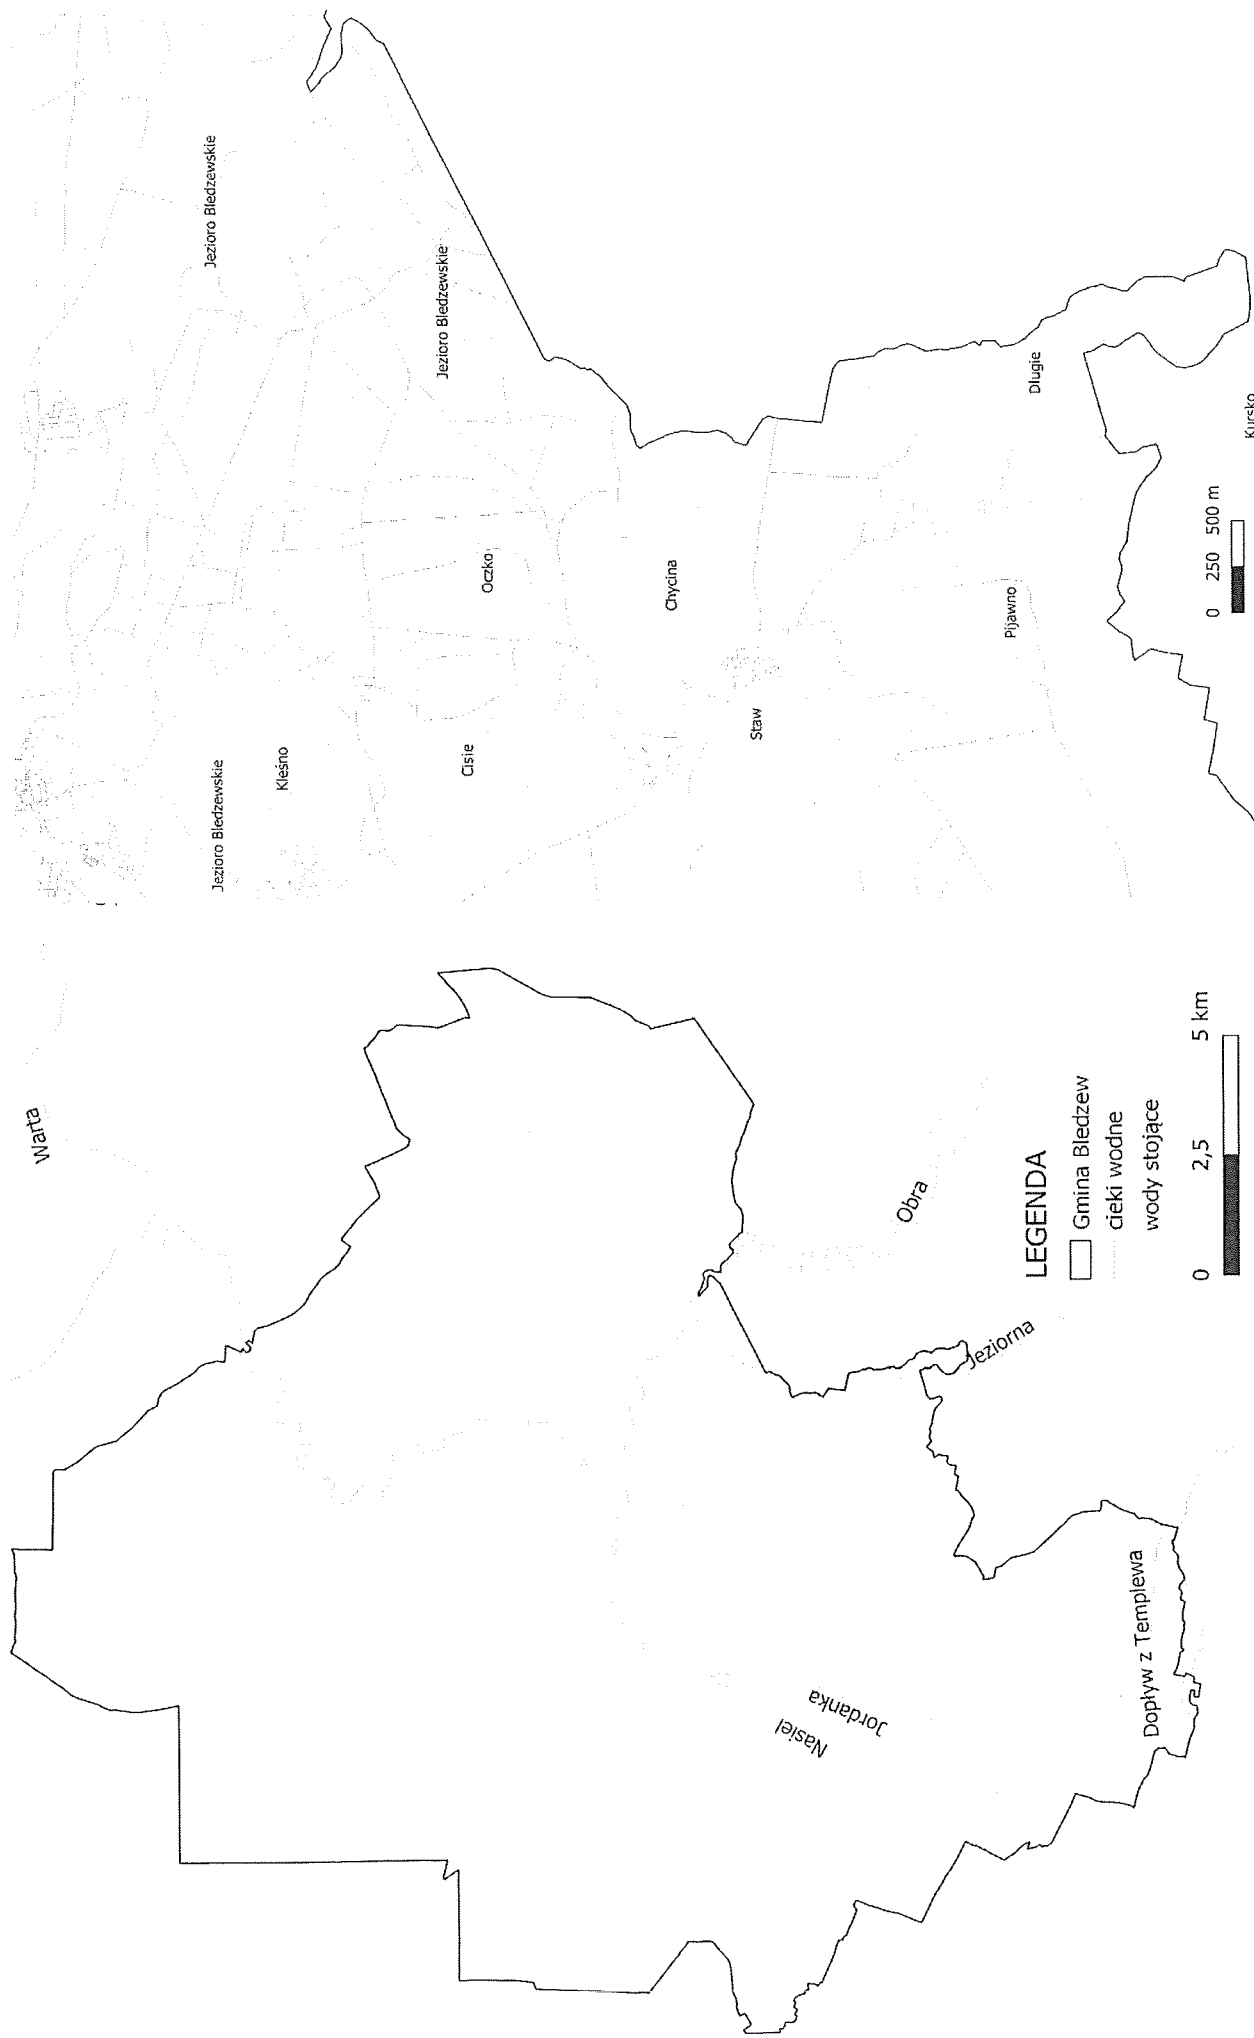 Warta
Obra
Jeziorna
Nasiel
Jordanka
Dopływ z Templewa
LEGENDA
Gmina Bledzew
cieki wodne
wody stojące
0 2,5 5 km
Jezioro Bledzewskie
Jezioro Bledzewskie
Jezioro Bledzewskie
Kleśno
Cisie
Oczko
Chycina
Staw
Pijawno
Długie
Kursko
0 250 500 m